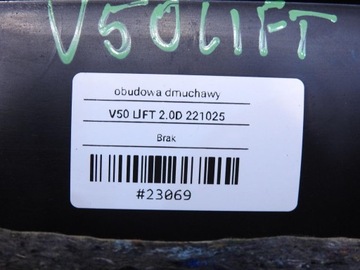 V50LIFT
obudowa dmuchawy
V50 LIFT 2.0D 221025
Brak
#23069